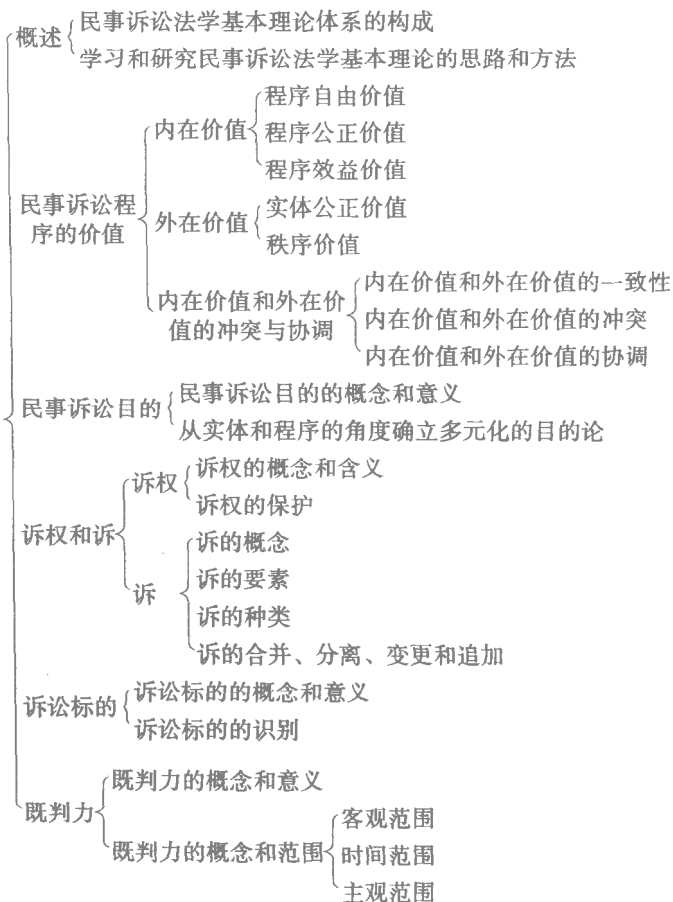 概述
民事诉讼法学基本理论体系的构成
学习和研究民事诉讼法学基本理论的思路和方法
民事诉讼程
序的价值
内在价值
程序自由价值
程序公正价值
程序效益价值
外在价值
实体公正价值
秩序价值
内在价值和外在价
值的冲突与协调
内在价值和外在价值的一致性
内在价值和外在价值的冲突
内在价值和外在价值的协调
民事诉讼目的
民事诉讼目的的概念和意义
从实体和程序的角度确立多元化的目的论
诉权和诉
诉权
诉权的概念和含义
诉权的保护
诉
诉的概念
诉的要素
诉的种类
诉的合并、分离、变更和追加
诉讼标的
诉讼标的的概念和意义
诉讼标的的识别
既判力
既判力的概念和意义
既判力的概念和范围
客观范围
时间范围
主观范围